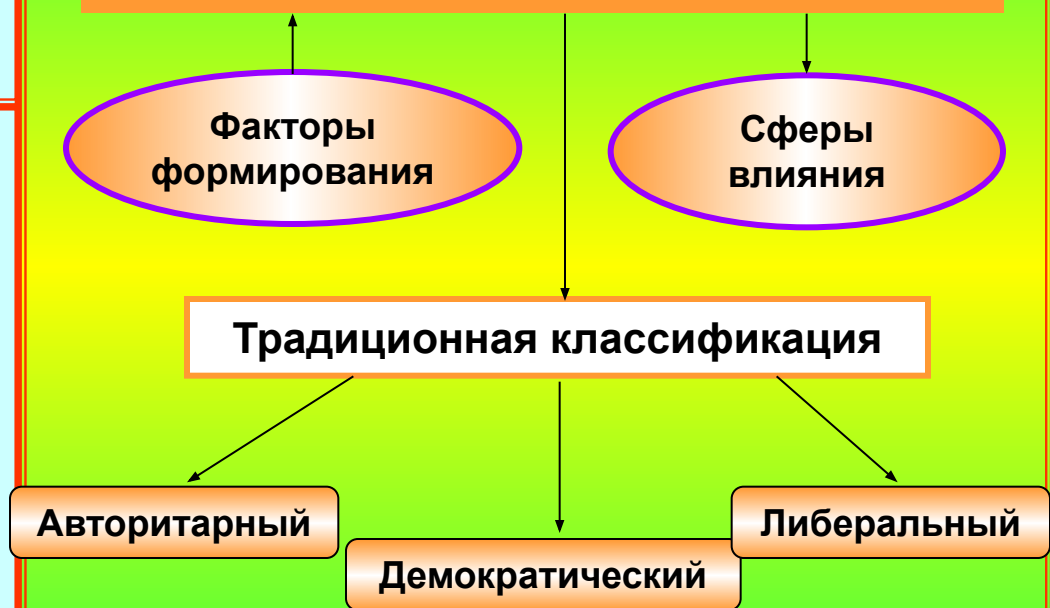 Факторы
формирования
Сферы
влияния
Традиционная классификация
Авторитарный
Либеральный
Демократический